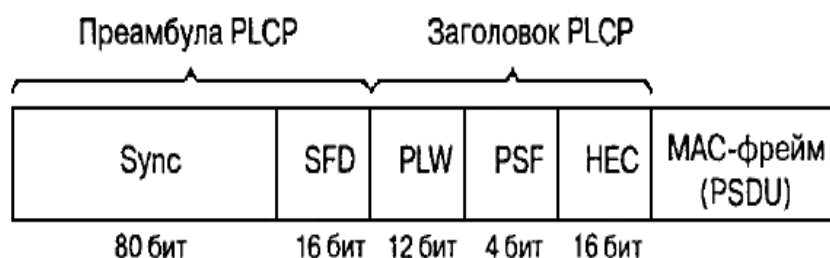 Преамбула PLCP Заголовок PLCP
Sync SFD PLW PSF HEC MAC-фрейм
(PSDU)
80 бит 16 бит 12 бит 4 бит 16 бит